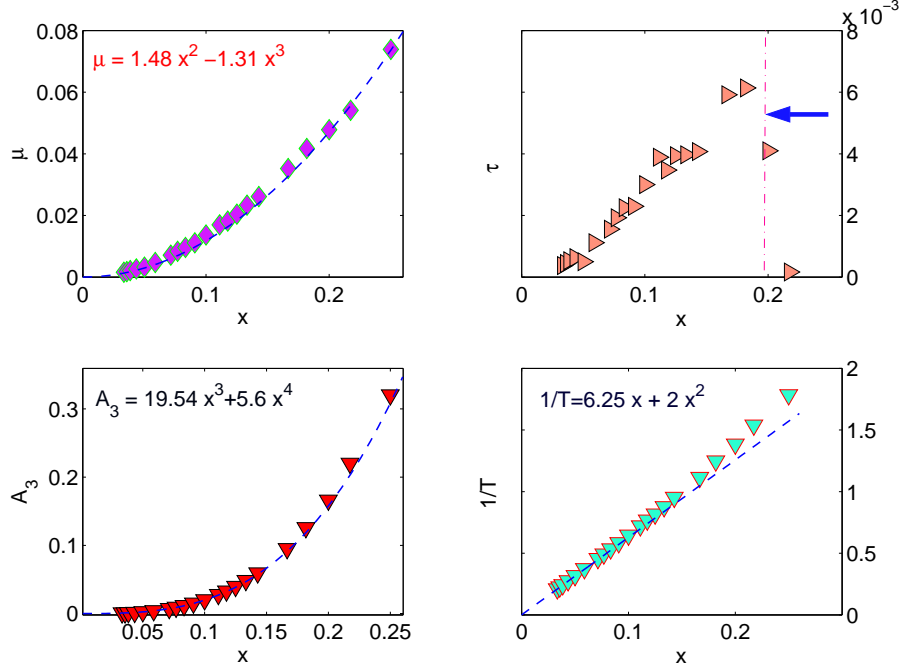 0.08
μ = 1.48 x² −1.31 x³
0.06
0.04
0.02
0
μ
0 0.1 0.2
x
x 10⁻³
8
6
4
2
0
τ
0 0.1 0.2
x
A₃ = 19.54 x³+5.6 x⁴
0.3
0.2
0.1
0
A₃
0.05 0.1 0.15 0.2 0.25
x
1/T=6.25 x + 2 x²
2
1.5
1
0.5
0
1/T
0 0.1 0.2
x